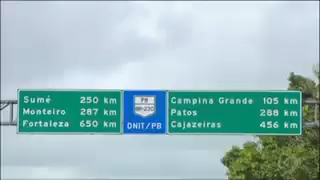 Sumé 250 km
Monteiro 287 km
Fortaleza 650 km
PB
BR-230
DNIT/PB
Campina Grande 105 km
Patos 288 km
Cajazeiras 456 km